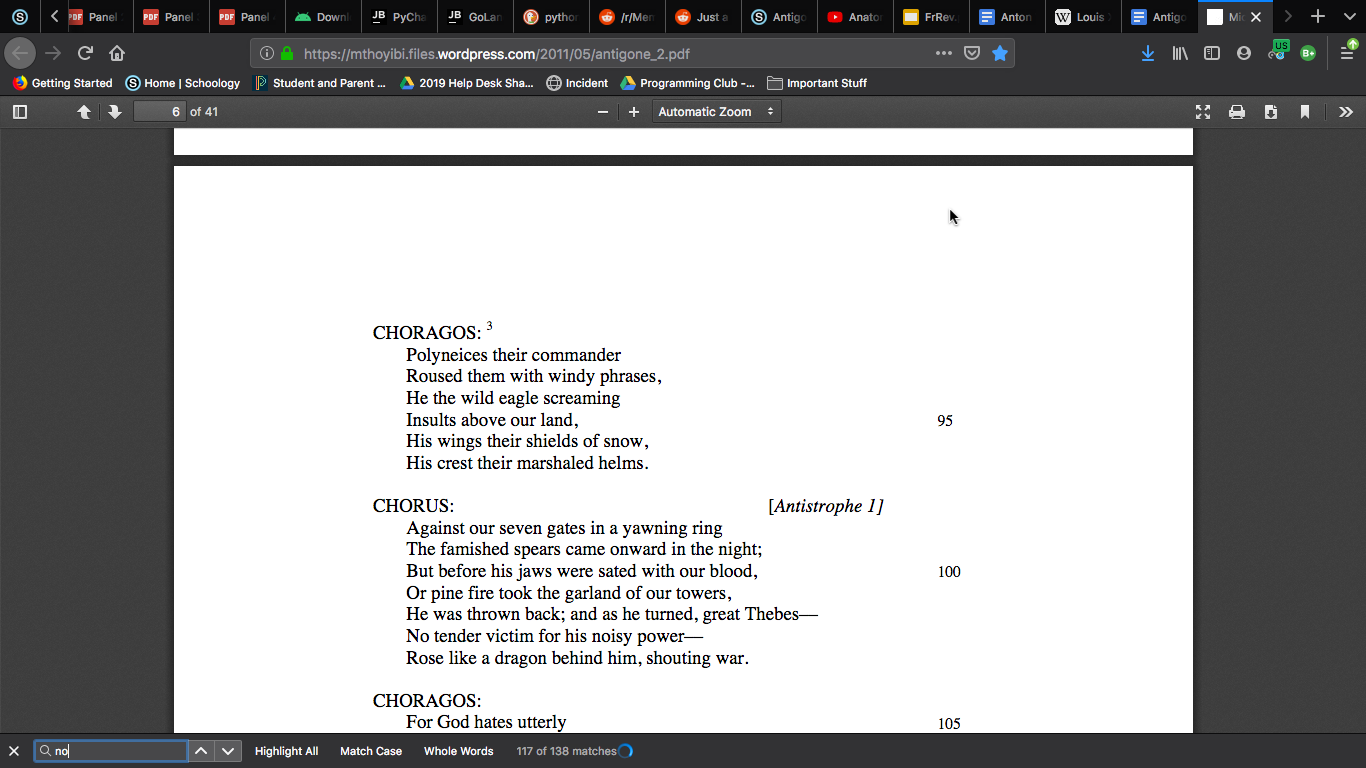 Panel
Panel
Panel
Downl
JB PyCha
JB GoLan
python
/r/Men
Just a
Antigo
Anator
FrRev.
Anton
W Louis
Antigo
Mic
https://mthoyibi.files.wordpress.com/2011/05/antigone_2.pdf
US
B+
Getting Started
Home | Schoology
Student and Parent ...
2019 Help Desk Sha...
Incident
Programming Club -...
Important Stuff
6 of 41
Automatic Zoom
CHORAGOS: 3
Polyneices their commander
Roused them with windy phrases,
He the wild eagle screaming
Insults above our land, 95
His wings their shields of snow,
His crest their marshaled helms.
CHORUS: [Antistrophe 1]
Against our seven gates in a yawning ring
The famished spears came onward in the night;
But before his jaws were sated with our blood, 100
Or pine fire took the garland of our towers,
He was thrown back; and as he turned, great Thebes—
No tender victim for his noisy power—
Rose like a dragon behind him, shouting war.
CHORAGOS:
For God hates utterly 105
no
Highlight All
Match Case
Whole Words
117 of 138 matches